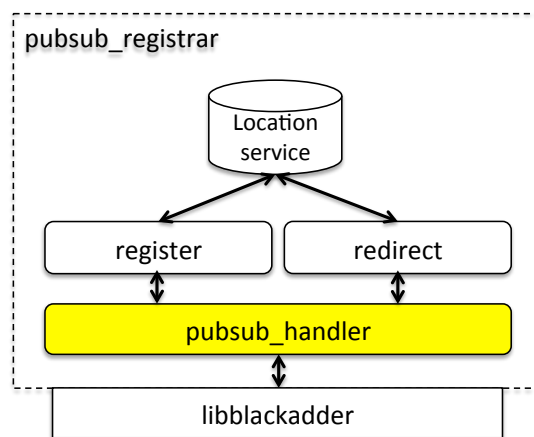 pubsub_registrar
Location
service
register
redirect
pubsub_handler
libblackadder